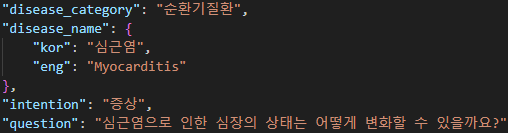 "disease_category": "순환기질환",
"disease_name": {
"kor": "심근염",
"eng": "Myocarditis"
},
"intention": "증상",
"question": "심근염으로 인한 심장의 상태는 어떻게 변화할 수 있을까요?"